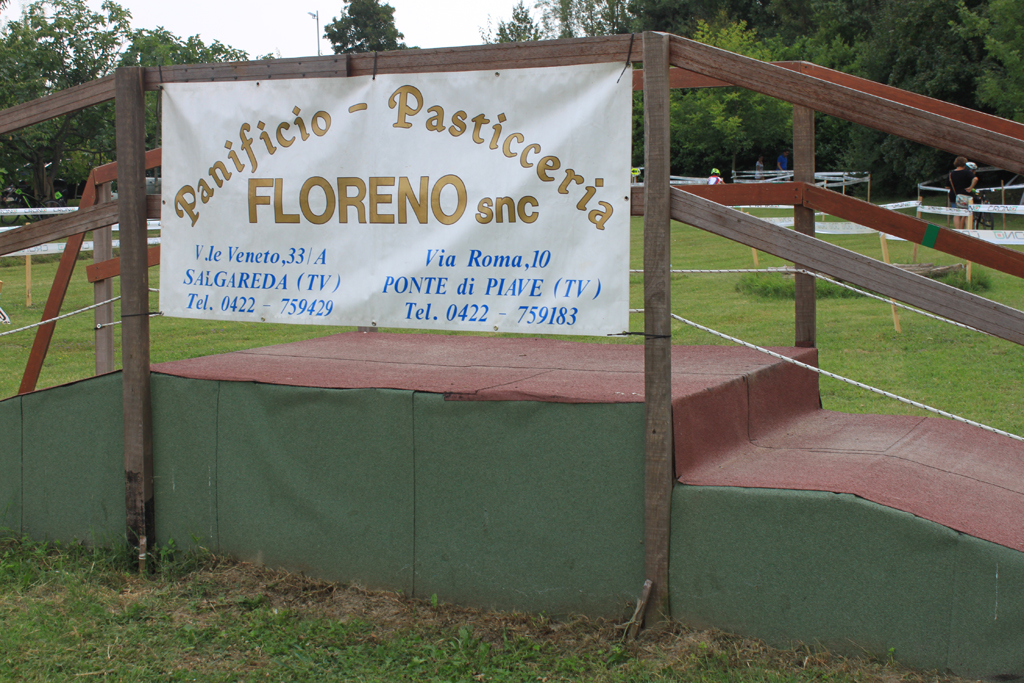 Panificio - Pasticceria
FLORENO snc
V.le Veneto,33/A
SALGAREDA (TV)
Tel. 0422 - 759429
Via Roma,10
PONTE di PIAVE (TV)
Tel. 0422 - 759183